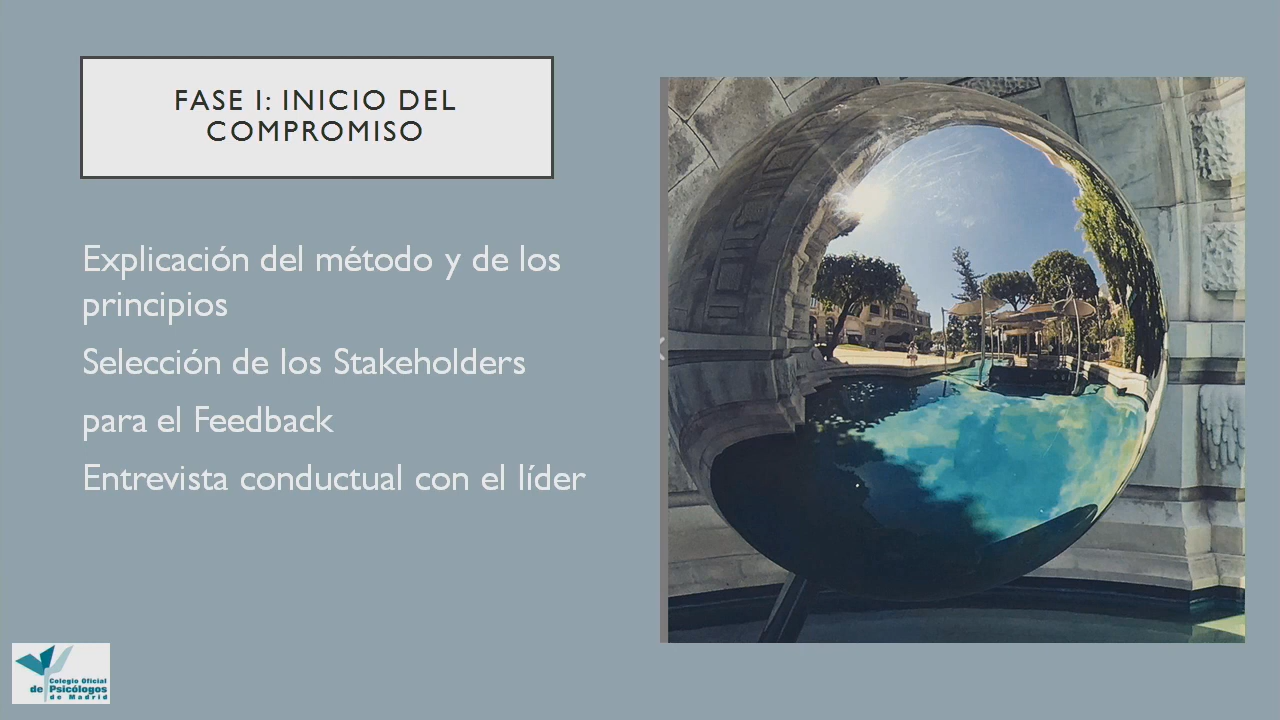 FASE I: INICIO DEL
COMPROMISO
Explicación del método y de los
principios
Selección de los Stakeholders
para el Feedback
Entrevista conductual con el líder
Colegio Oficial
de Psicólogos
de Madrid